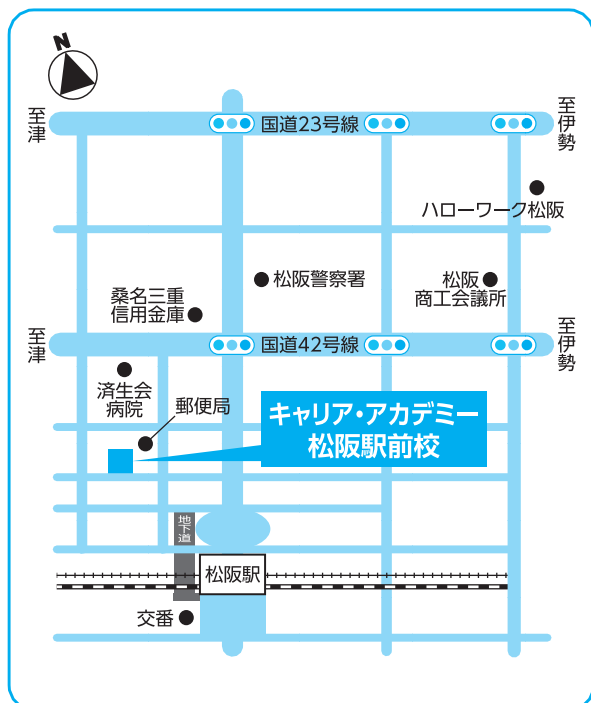 N
至津
国道23号線
至伊勢
ハローワーク松阪
松阪警察署
松阪
商工会議所
桑名三重
信用金庫
至津
国道42号線
至伊勢
済生会
病院
郵便局
キャリア・アカデミー
松阪駅前校
地下道
松阪駅
交番